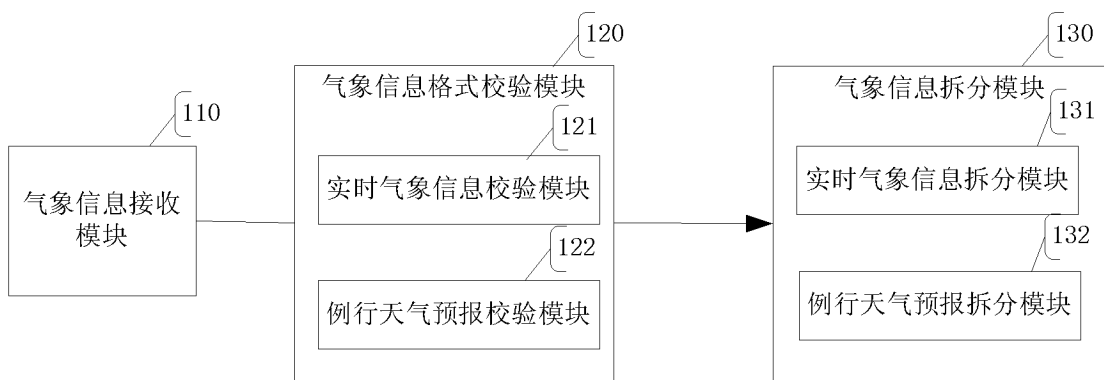 110
气象信息接收
模块
120
气象信息格式校验模块
121
实时气象信息校验模块
122
例行天气预报校验模块
130
气象信息拆分模块
131
实时气象信息拆分模块
132
例行天气预报拆分模块